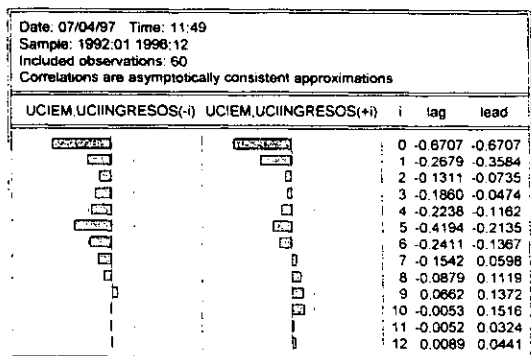 Date: 07/04/97 Time: 11:49
Sample: 1992:01 1996:12
Included observations: 60
Correlations are asymptotically consistent approximations
UCIEM,UCIINGRESOS(-i) UCIEM,UCIINGRESOS(+i) i lag lead
0 -0.6707 -0.6707
1 -0.2679 -0.3584
2 -0.1311 -0.0735
3 -0.1860 -0.0474
4 -0.2238 -0.1162
5 -0.4194 -0.2135
6 -0.2411 -0.1367
7 -0.1542 0.0598
8 -0.0879 0.1119
9 0.0662 0.1372
10 -0.0053 0.1516
11 -0.0052 0.0324
12 0.0089 0.0441